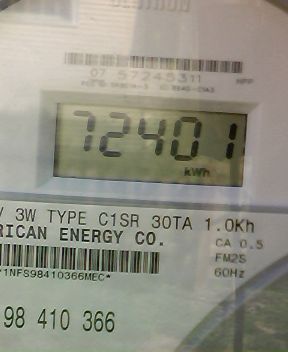 07 57245311
72401
kWh
V 3W TYPE C1SR 30TA 1.0Kh
RICAN ENERGY CO.
CA 0.5
FM2S
60Hz
*1NFS98410366MEC*
98 410 366